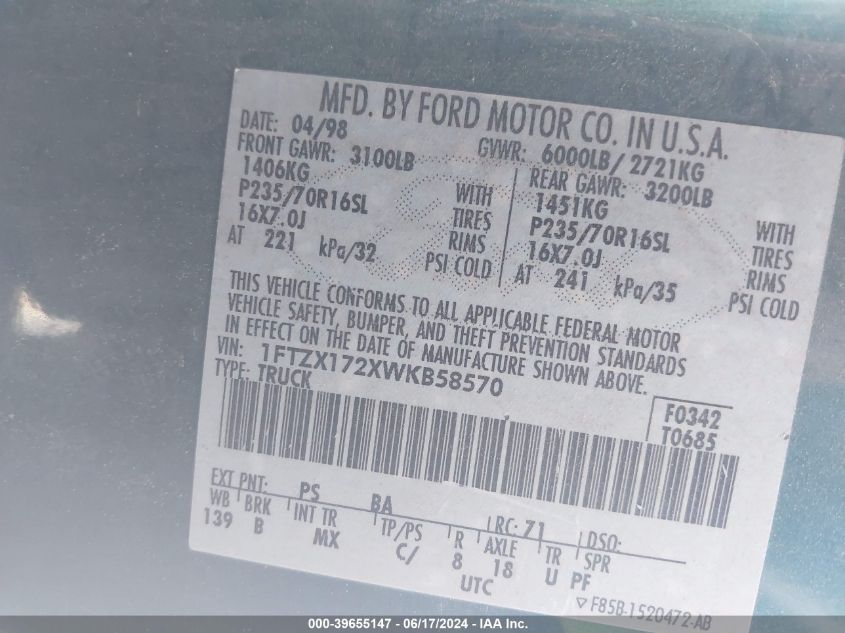 MFD. BY FORD MOTOR CO. IN U.S.A.
DATE: 04/98 GVWR: 6000LB/ 2721KG
FRONT GAWR: 3100LB REAR GAWR: 3200LB
1406KG WITH 1451KG WITH
P235/70R16SL TIRES P235/70R16SL TIRES
16X7.0J RIMS 16X7.0J RIMS
AT 221 kPa/32 PSI COLD AT 241 kPa/35 PSI COLD
THIS VEHICLE CONFORMS TO ALL APPLICABLE FEDERAL MOTOR
VEHICLE SAFETY, BUMPER, AND THEFT PREVENTION STANDARDS
IN EFFECT ON THE DATE OF MANUFACTURE SHOWN ABOVE.
VIN: 1FTZX172XWKB58570
TYPE: TRUCK
F0342
T0685
EXT PNT: PS BA RC: 71 DSO:
WB BRK INT TR TP/PS R AXLE TR SPR
139 B MX C/ 8 18 U PF
UTC
▽ F85B-1520472-AB
000-39655147 - 06/17/2024 - IAA Inc.